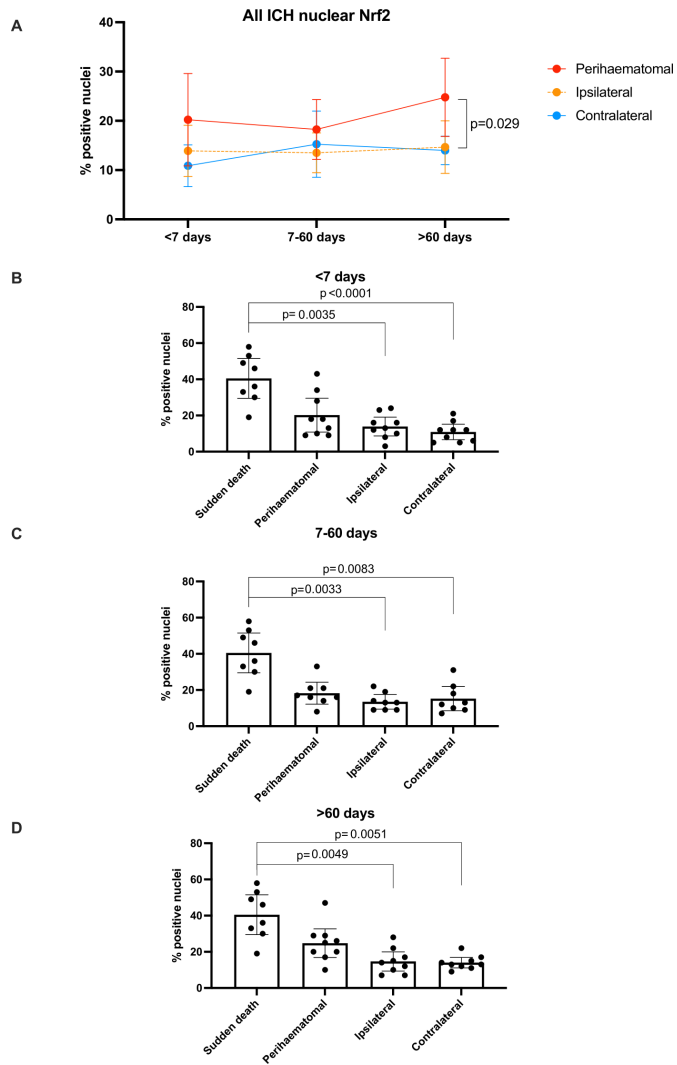 A
All ICH nuclear Nrf2
% positive nuclei
40
30
20
10
0
<7 days
7-60 days
>60 days
p=0.029
Perihaematomal
Ipsilateral
Contralateral
B
<7 days
p <0.0001
p= 0.0035
% positive nuclei
80
60
40
20
0
Sudden death
Perihaematomal
Ipsilateral
Contralateral
C
7-60 days
p=0.0083
p=0.0033
% positive nuclei
80
60
40
20
0
Sudden death
Perihaematomal
Ipsilateral
Contralateral
D
>60 days
p=0.0051
p=0.0049
% positive nuclei
80
60
40
20
0
Sudden death
Perihaematomal
Ipsilateral
Contralateral